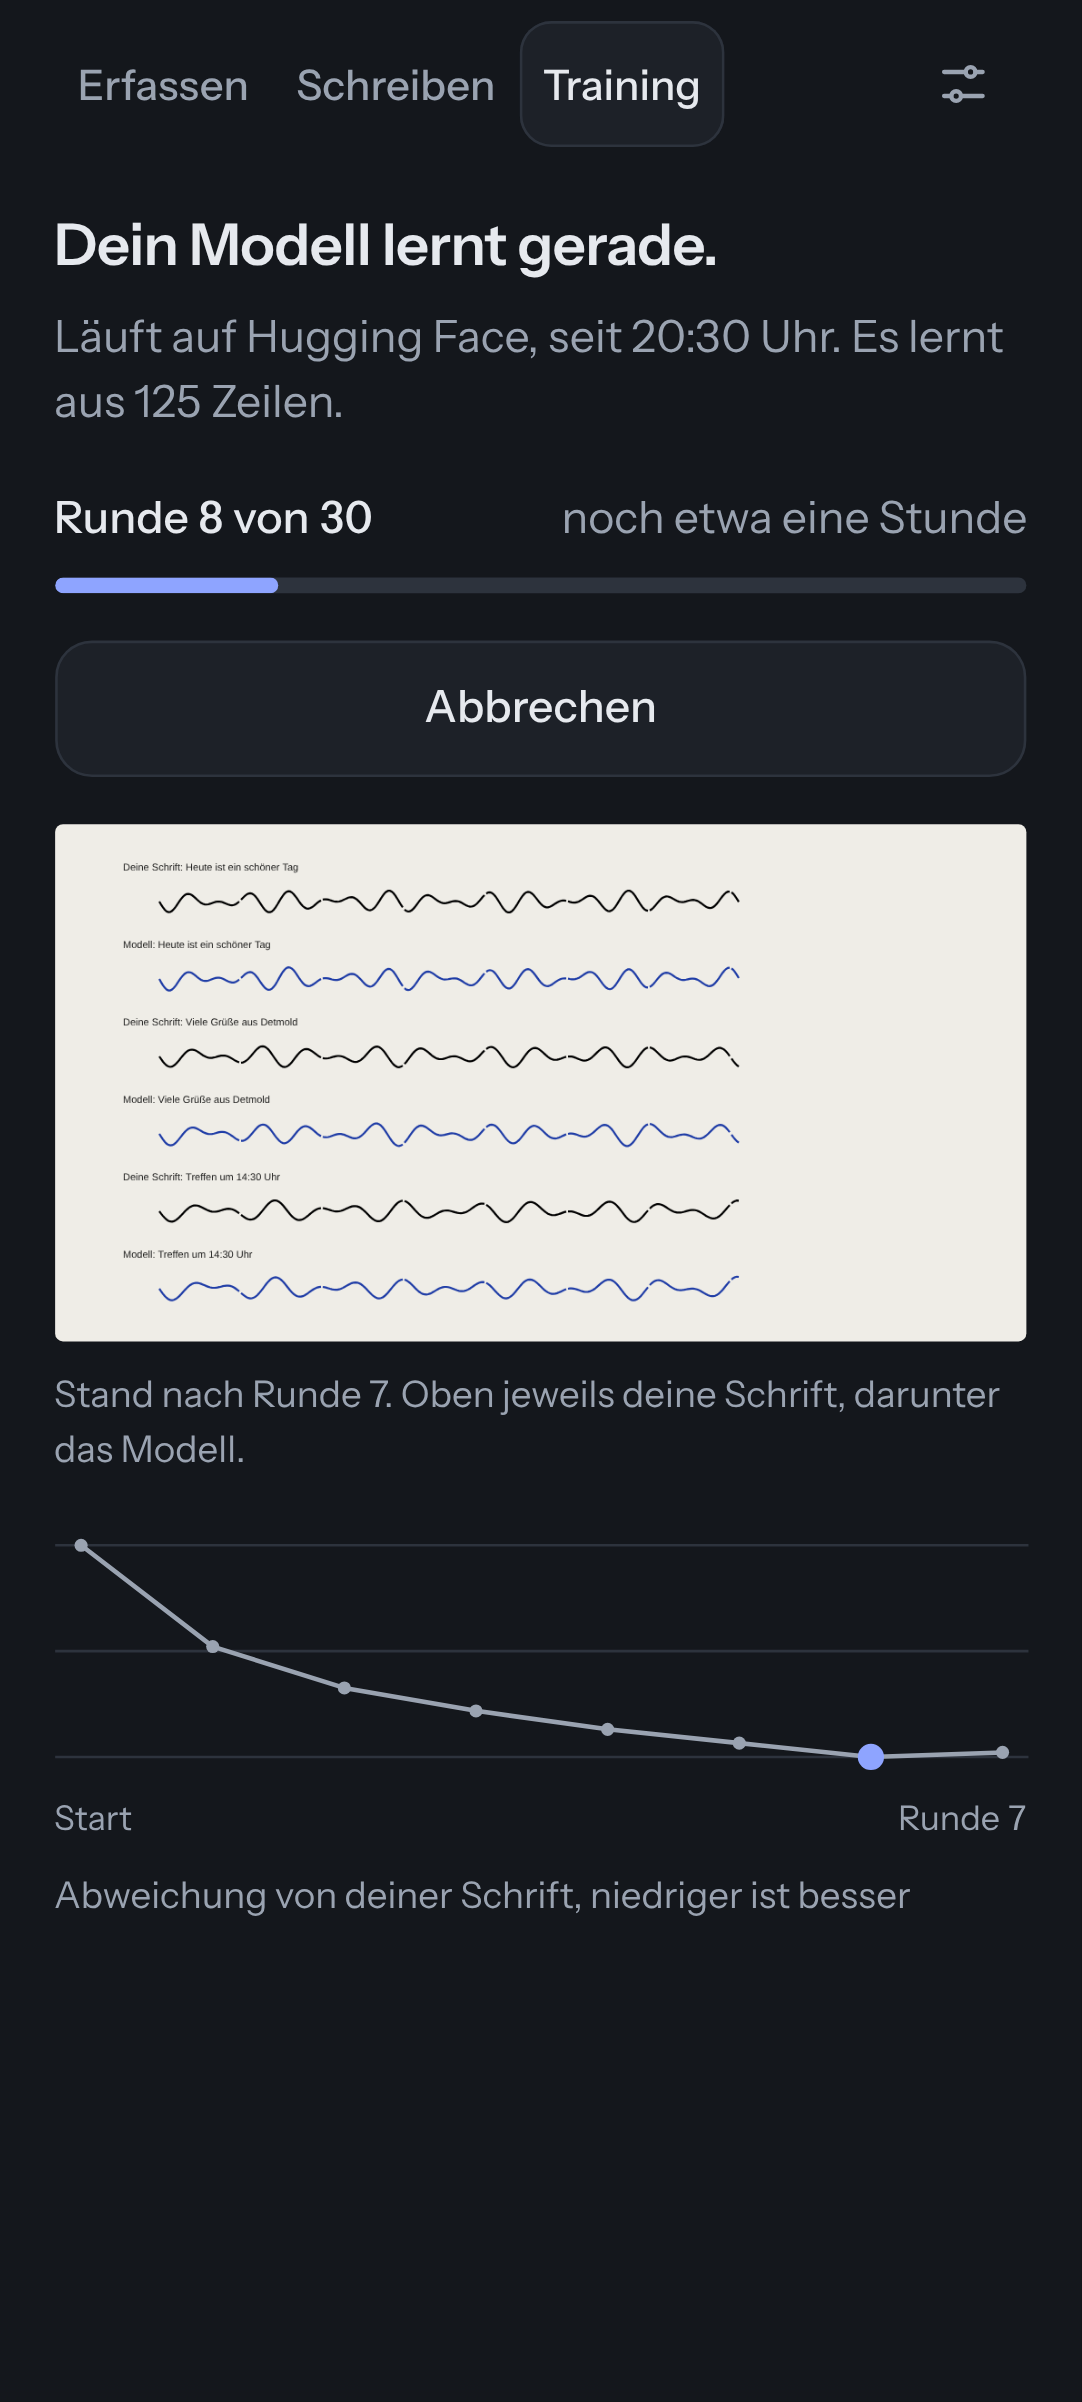 Erfassen Schreiben Training
Dein Modell lernt gerade.
Läuft auf Hugging Face, seit 20:30 Uhr. Es lernt
aus 125 Zeilen.
Runde 8 von 30 noch etwa eine Stunde
Abbrechen
Deine Schrift: Heute ist ein schöner Tag
Modell: Heute ist ein schöner Tag
Deine Schrift: Viele Grüße aus Detmold
Modell: Viele Grüße aus Detmold
Deine Schrift: Treffen um 14:30 Uhr
Modell: Treffen um 14:30 Uhr
Stand nach Runde 7. Oben jeweils deine Schrift, darunter
das Modell.
Start Runde 7
Abweichung von deiner Schrift, niedriger ist besser